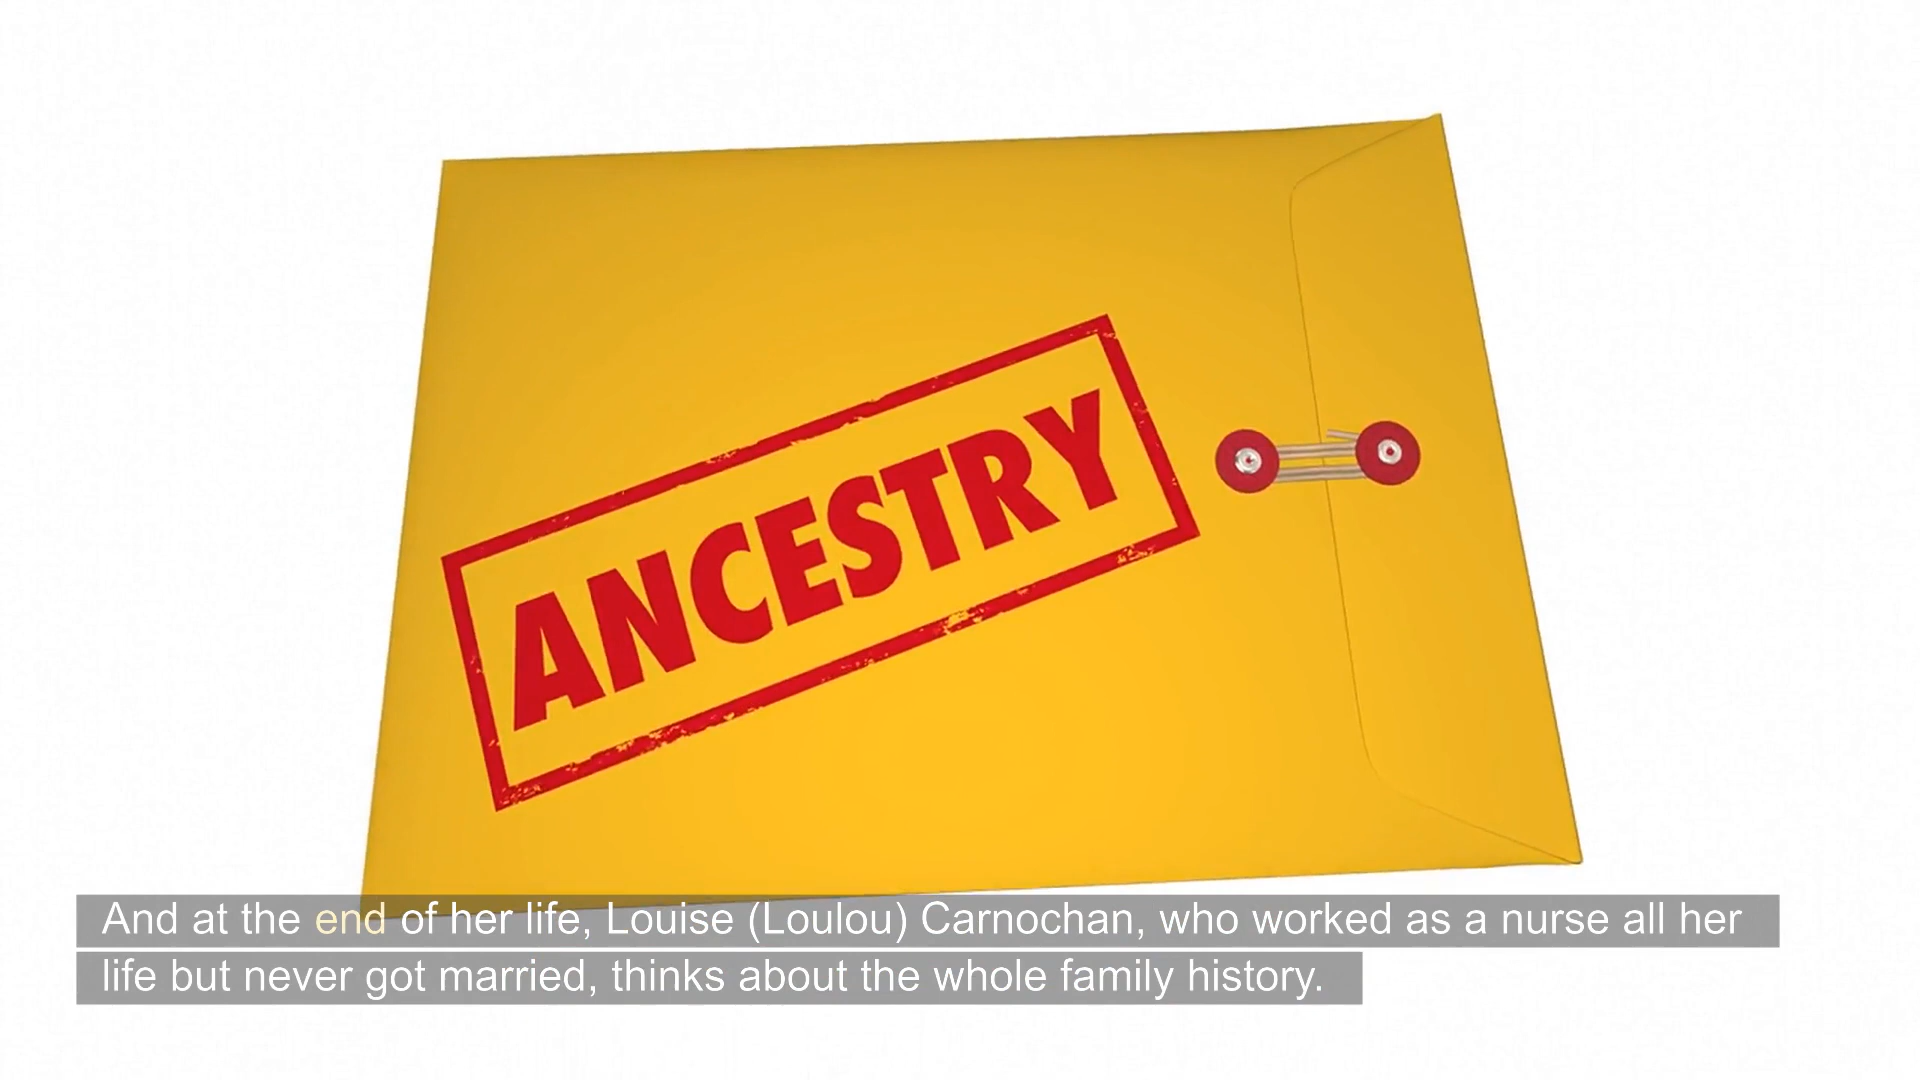 ANCESTRY
And at the end of her life, Louise (Loulou) Carnochan, who worked as a nurse all her
life but never got married, thinks about the whole family history.